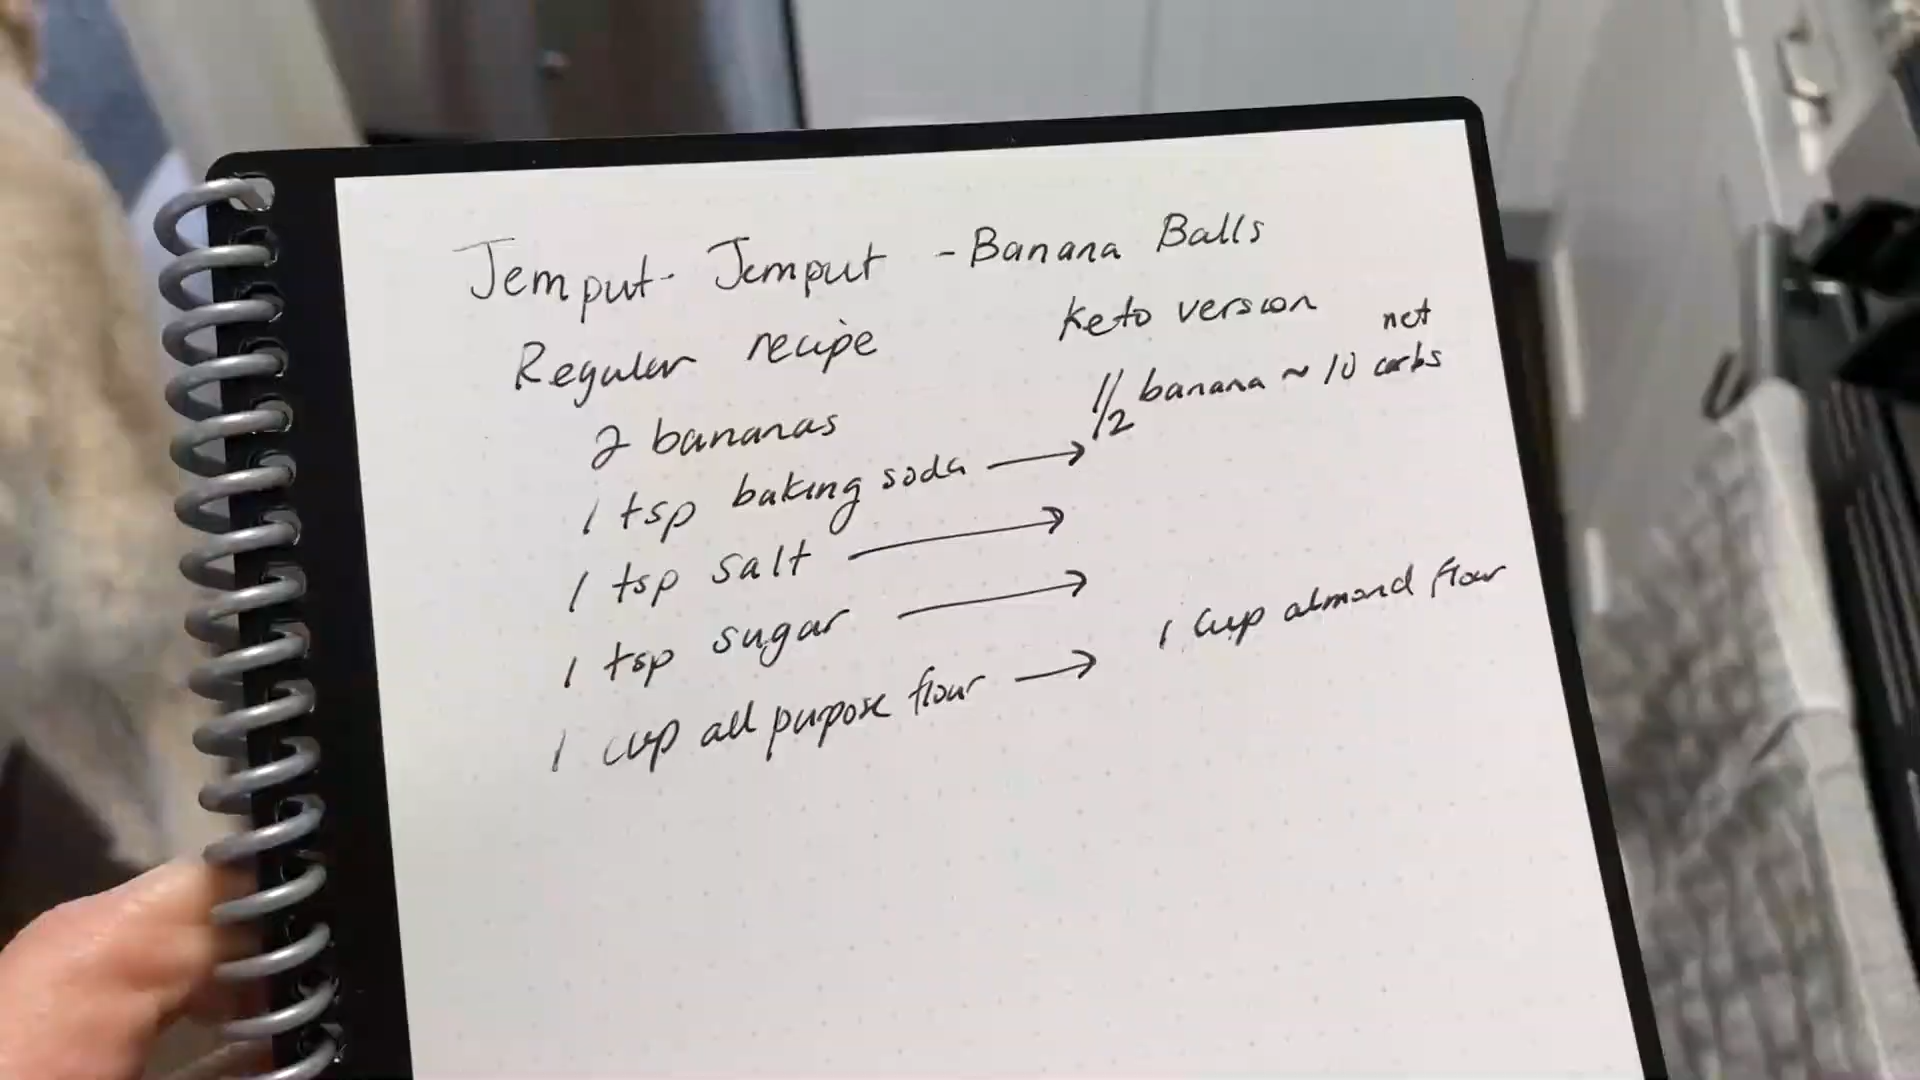 Jemput-Jemput - Banana Balls
Regular recipe
2 bananas
1 tsp baking soda →
1 tsp salt →
1 tsp sugar →
1 cup all purpose flour →
Keto version
net
1/2 banana ~ 10 carbs
1 cup almond flour